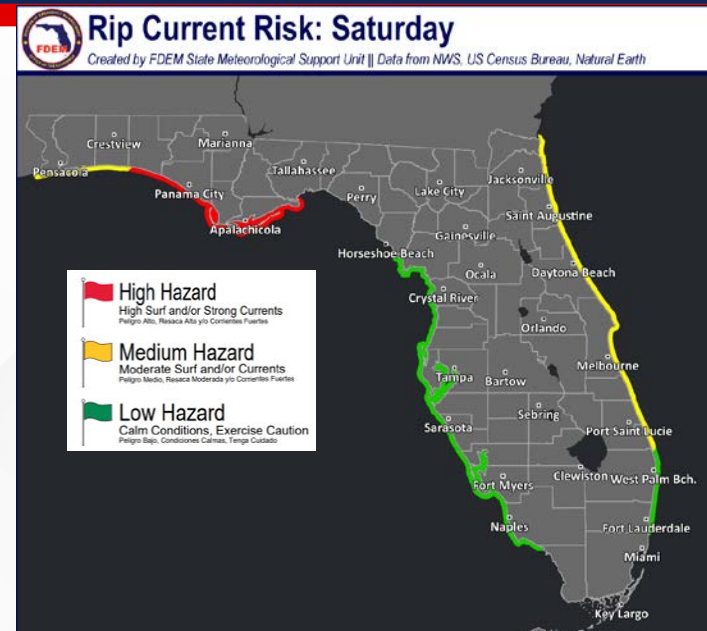 FDEM
Rip Current Risk: Saturday
Created by FDEM State Meteorological Support Unit || Data from NWS, US Census Bureau, Natural Earth
Crestview
Marianna
Pensacola
Tallahassee
Jacksonville
Panama City
Perry
Lake City
Saint Augustine
Apalachicola
Gainesville
Horseshoe Beach
Ocala
Daytona Beach
Crystal River
Orlando
Melbourne
Tampa
Bartow
Sebring
Sarasota
Port Saint Lucie
Fort Myers
Clewiston
West Palm Bch.
Naples
Fort Lauderdale
Miami
Key Largo
High Hazard
High Surf and/or Strong Currents
Peligro Alto, Resaca Alta y/o Corrientes Fuertes
Medium Hazard
Moderate Surf and/or Currents
Peligro Medio, Resaca Moderada y/o Corrientes Fuertes
Low Hazard
Calm Conditions, Exercise Caution
Peligro Bajo, Condiciones Calmas, Tenga Cuidado